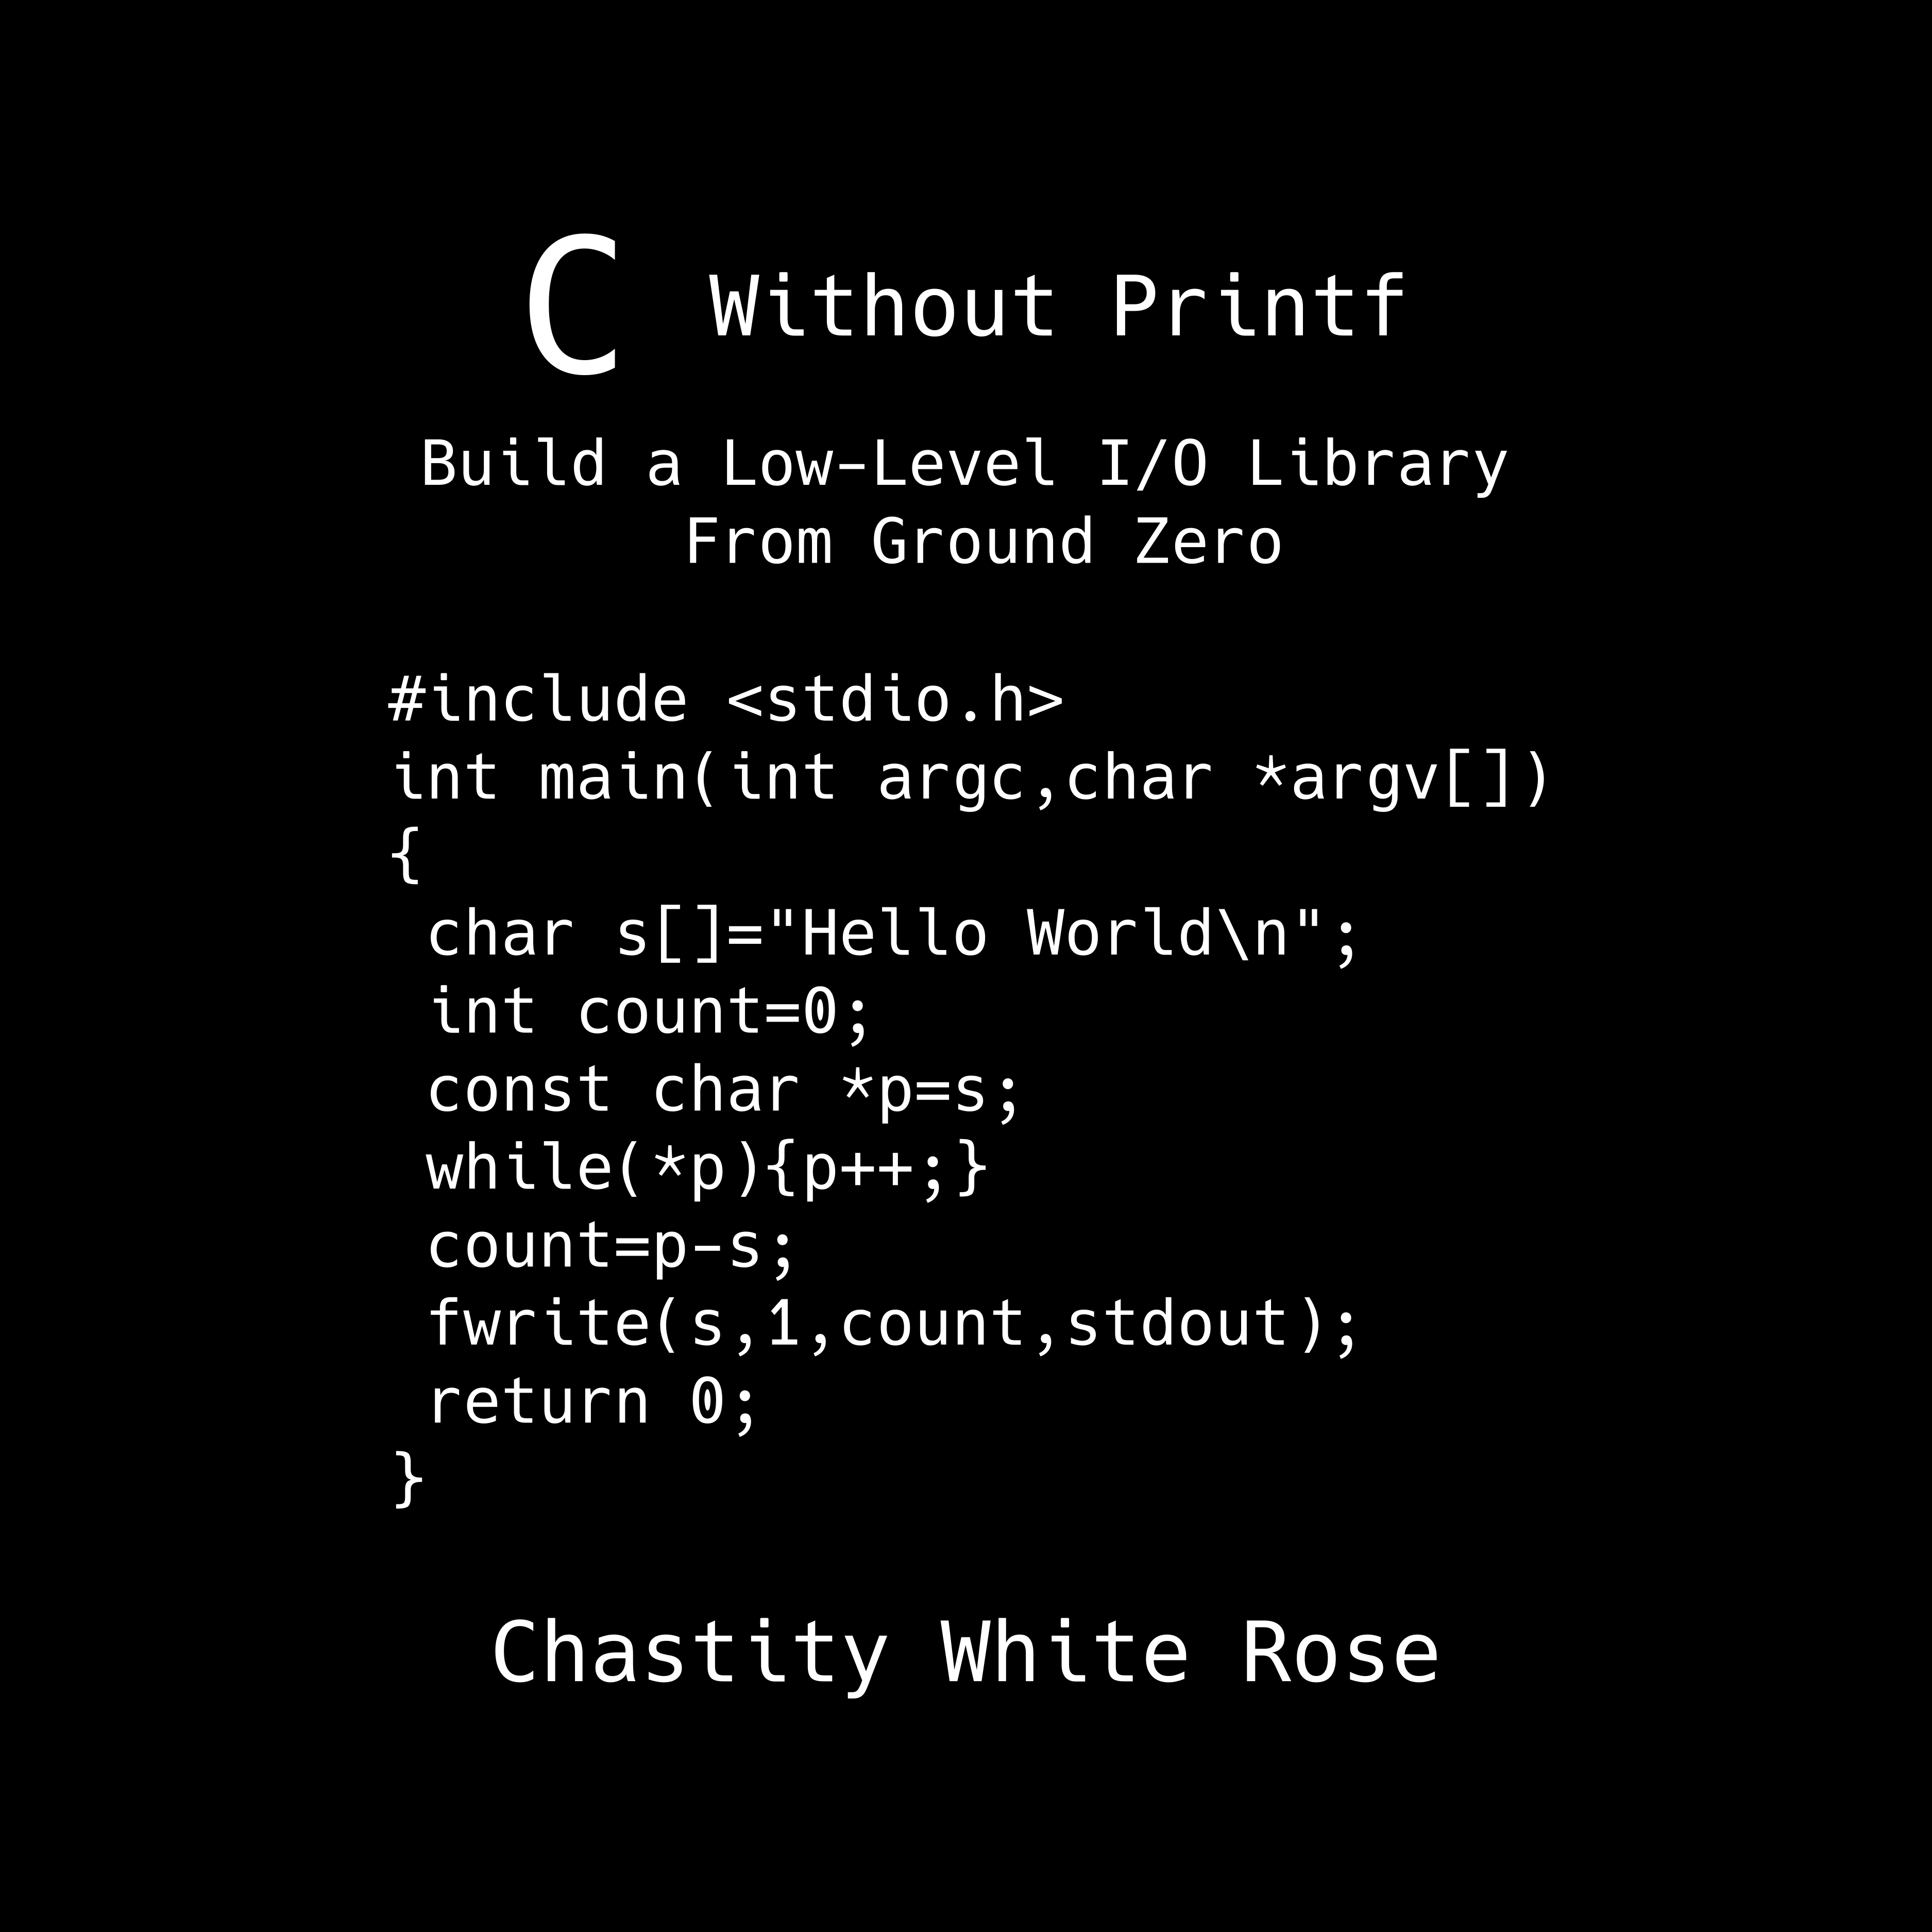 C Without Printf
Build a Low-Level I/O Library
From Ground Zero
#include <stdio.h>
int main(int argc,char *argv[])
{
 char s[]="Hello World\n";
 int count=0;
 const char *p=s;
 while(*p){p++;}
 count=p-s;
 fwrite(s,1,count,stdout);
 return 0;
}
Chastity White Rose